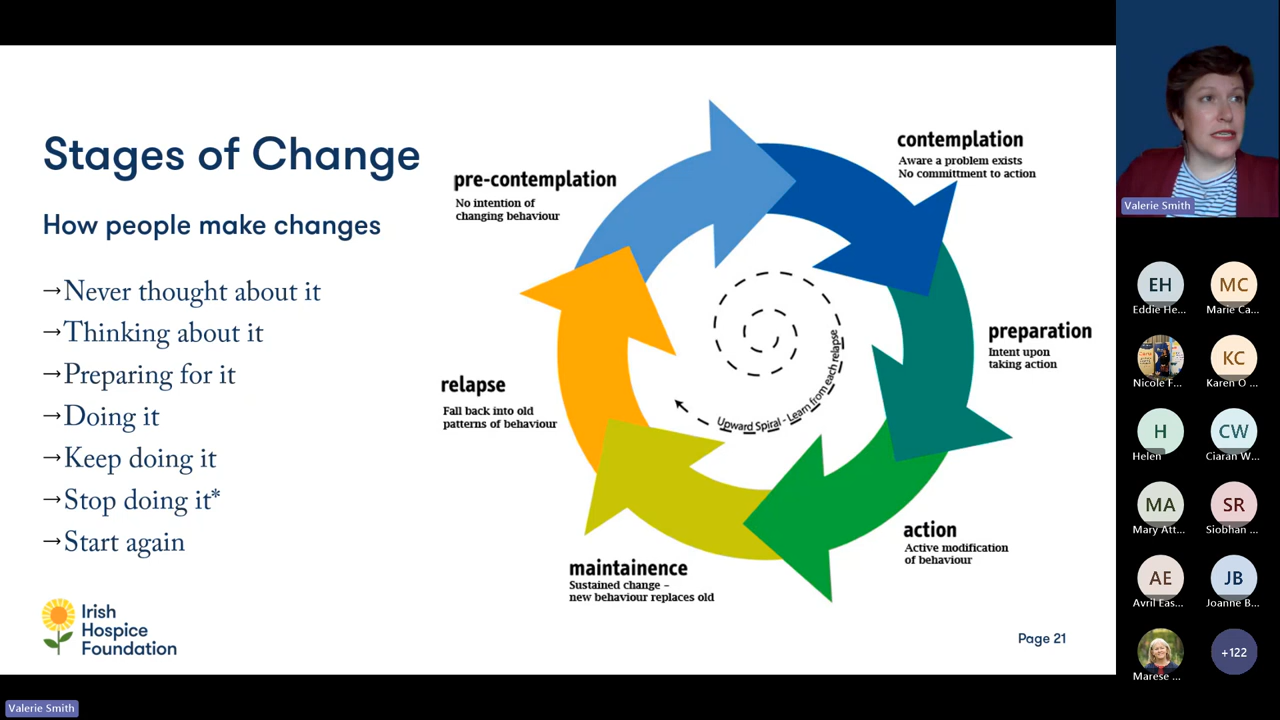 Stages of Change
How people make changes
→Never thought about it
→Thinking about it
→Preparing for it
→Doing it
→Keep doing it
→Stop doing it*
→Start again
Irish
Hospice
Foundation
pre-contemplation
No intention of
changing behaviour
contemplation
Aware a problem exists
No committment to action
preparation
Intent upon
taking action
action
Active modification
of behaviour
maintainence
Sustained change –
new behaviour replaces old
relapse
Fall back into old
patterns of behaviour
Upward Spiral - Learn from each relapse
Page 21
Valerie Smith
EH
Eddie He...
MC
Marie Ca...
Nicole F...
KC
Karen O ...
H
Helen
CW
Ciaran W...
MA
Mary Att...
SR
Siobhan ...
AE
Avril Eas...
JB
Joanne B...
Marese ...
+122
Valerie Smith